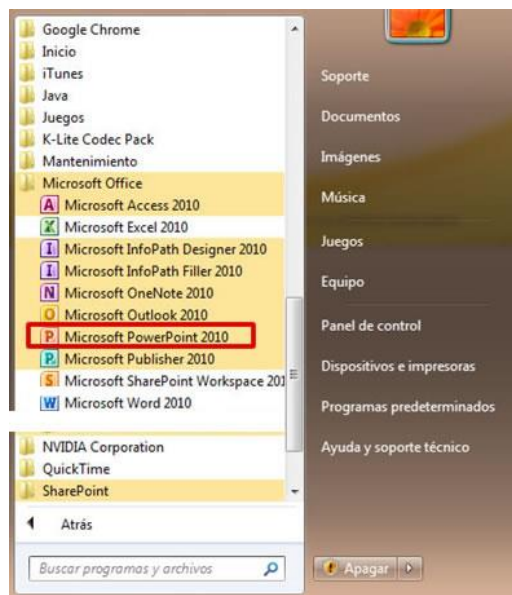 Google Chrome
Inicio
iTunes
Java
Juegos
K-Lite Codec Pack
Mantenimiento
Microsoft Office
Microsoft Access 2010
Microsoft Excel 2010
Microsoft InfoPath Designer 2010
Microsoft InfoPath Filler 2010
Microsoft OneNote 2010
Microsoft Outlook 2010
Microsoft PowerPoint 2010
Microsoft Publisher 2010
Microsoft SharePoint Workspace 201
Microsoft Word 2010
NVIDIA Corporation
QuickTime
SharePoint
Atrás
Buscar programas y archivos
Soporte
Documentos
Imágenes
Música
Juegos
Equipo
Panel de control
Dispositivos e impresoras
Programas predeterminados
Ayuda y soporte técnico
Apagar